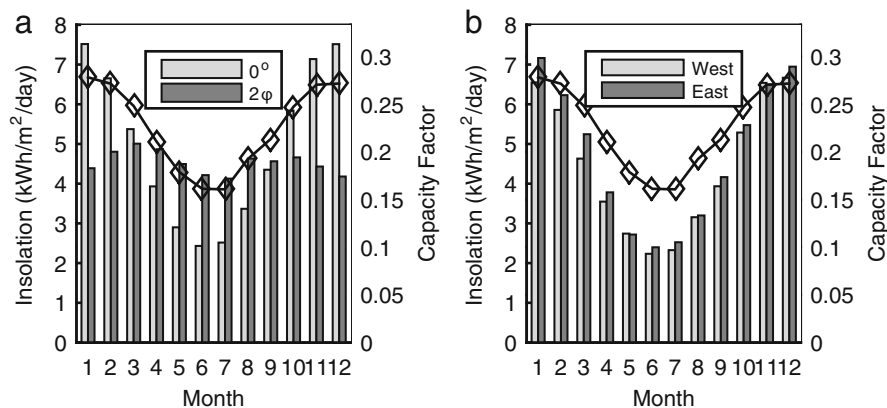 a
8
7
6
5
4
3
2
1
0
Insolation (kWh/m²/day)
0.3
0.25
0.2
0.15
0.1
0.05
0
Capacity Factor
0°
2φ
1 2 3 4 5 6 7 8 9 10 11 12
Month
b
8
7
6
5
4
3
2
1
0
Insolation (kWh/m²/day)
0.3
0.25
0.2
0.15
0.1
0.05
0
Capacity Factor
West
East
1 2 3 4 5 6 7 8 9 10 11 12
Month